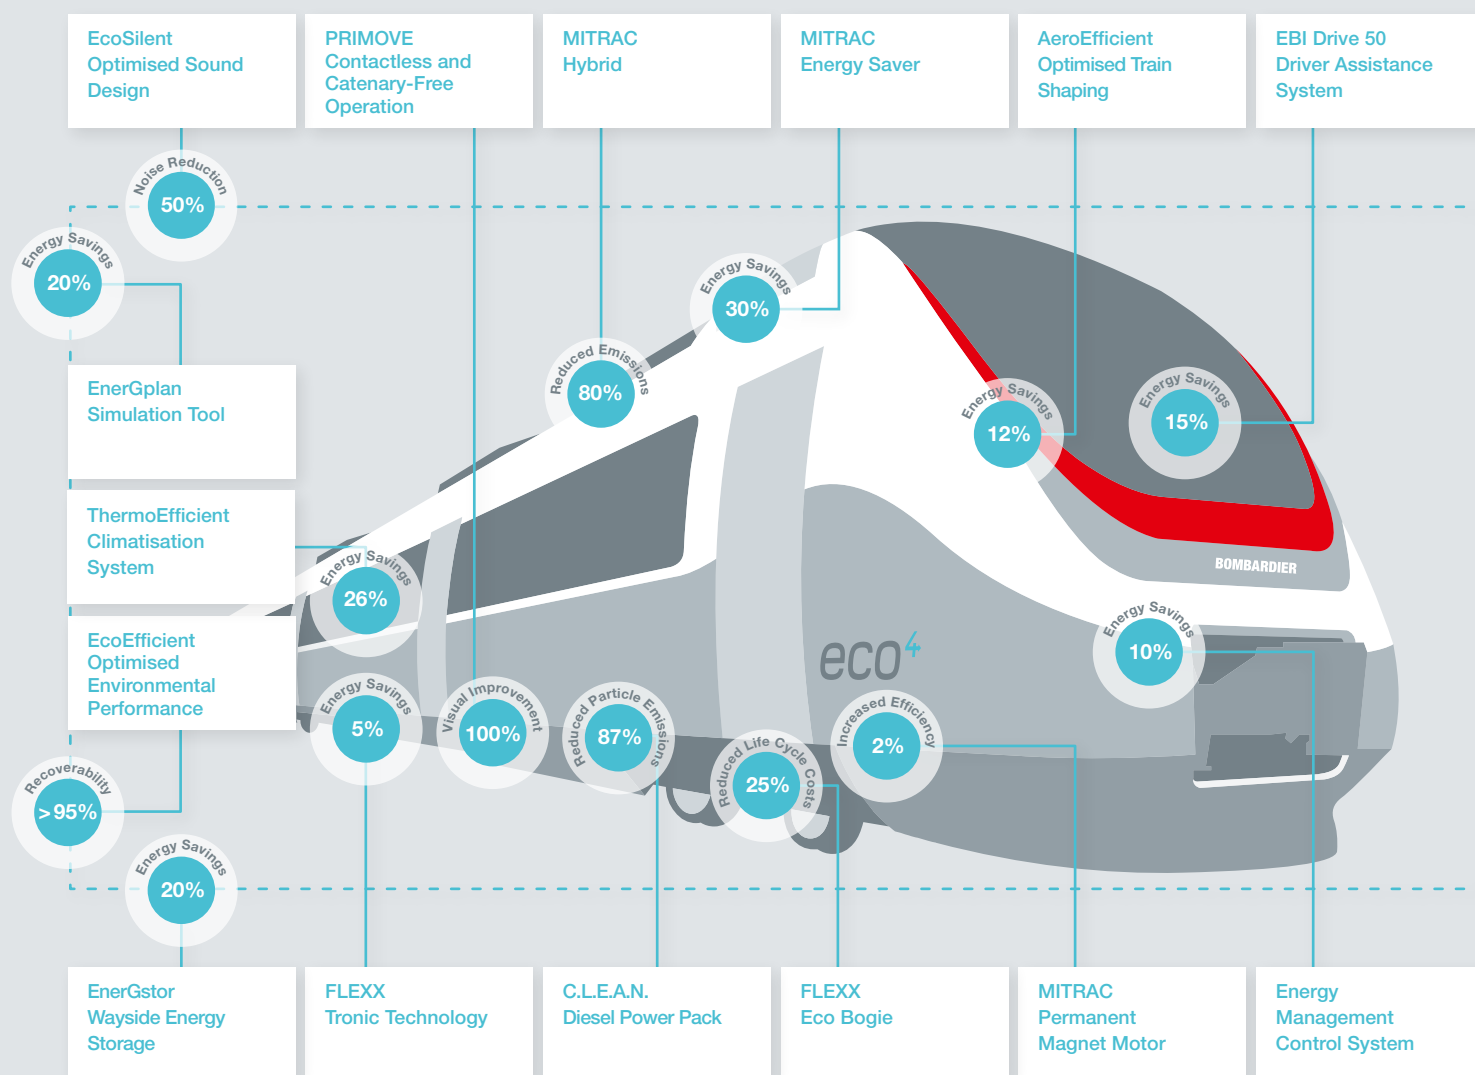 EcoSilent
Optimised Sound
Design
PRIMOVE
Contactless and
Catenary-Free
Operation
MITRAC
Hybrid
MITRAC
Energy Saver
AeroEfficient
Optimised Train
Shaping
EBI Drive 50
Driver Assistance
System
Noise Reduction
50%
Energy Savings
20%
Energy Savings
30%
Reduced Emissions
80%
Energy Savings
12%
Energy Savings
15%
EnerGplan
Simulation Tool
ThermoEfficient
Climatisation
System
Energy Savings
26%
BOMBARDIER
EcoEfficient
Optimised
Environmental
Performance
eco4
Energy Savings
10%
Energy Savings
5%
Visual Improvement
100%
Reduced Particle Emissions
87%
Reduced Life Cycle Costs
25%
Increased Efficiency
2%
Recoverability
>95%
Energy Savings
20%
EnerGstor
Wayside Energy
Storage
FLEXX
Tronic Technology
C.L.E.A.N.
Diesel Power Pack
FLEXX
Eco Bogie
MITRAC
Permanent
Magnet Motor
Energy
Management
Control System